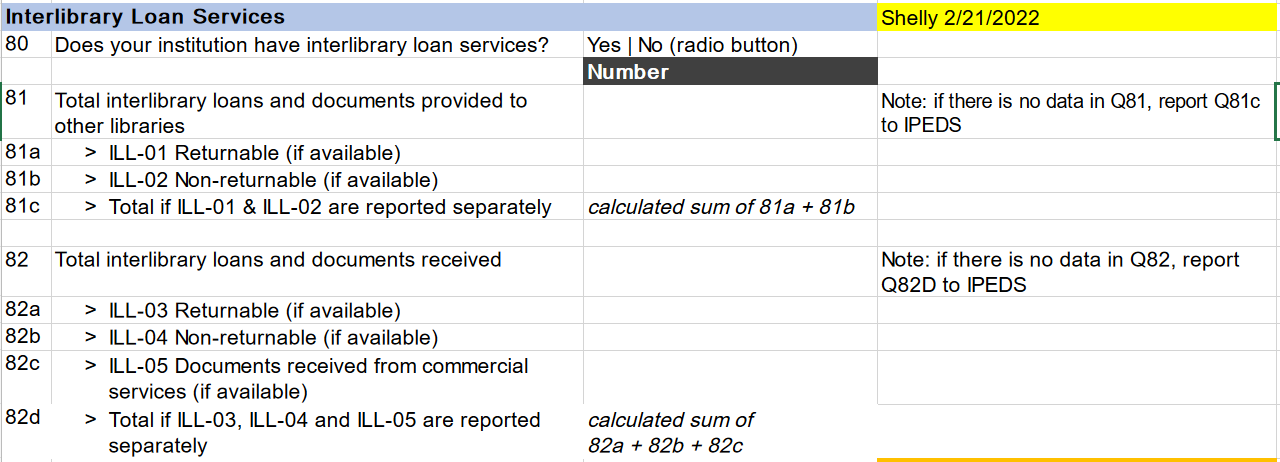 Interlibrary Loan Services
Shelly 2/21/2022
80 Does your institution have interlibrary loan services? Yes | No (radio button)
Number
81 Total interlibrary loans and documents provided to
other libraries
Note: if there is no data in Q81, report Q81c
to IPEDS
81a > ILL-01 Returnable (if available)
81b > ILL-02 Non-returnable (if available)
81c > Total if ILL-01 & ILL-02 are reported separately calculated sum of 81a + 81b
82 Total interlibrary loans and documents received
Note: if there is no data in Q82, report
Q82D to IPEDS
82a > ILL-03 Returnable (if available)
82b > ILL-04 Non-returnable (if available)
82c > ILL-05 Documents received from commercial
services (if available)
82d > Total if ILL-03, ILL-04 and ILL-05 are reported
separately
calculated sum of
82a + 82b + 82c